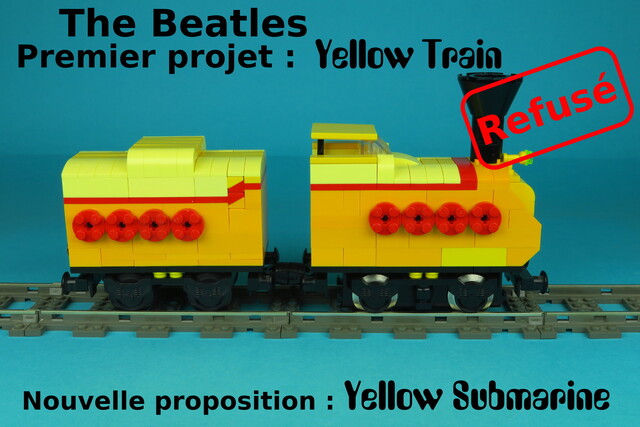 The Beatles
Premier projet : Yellow Train
Refusé
Nouvelle proposition : Yellow Submarine